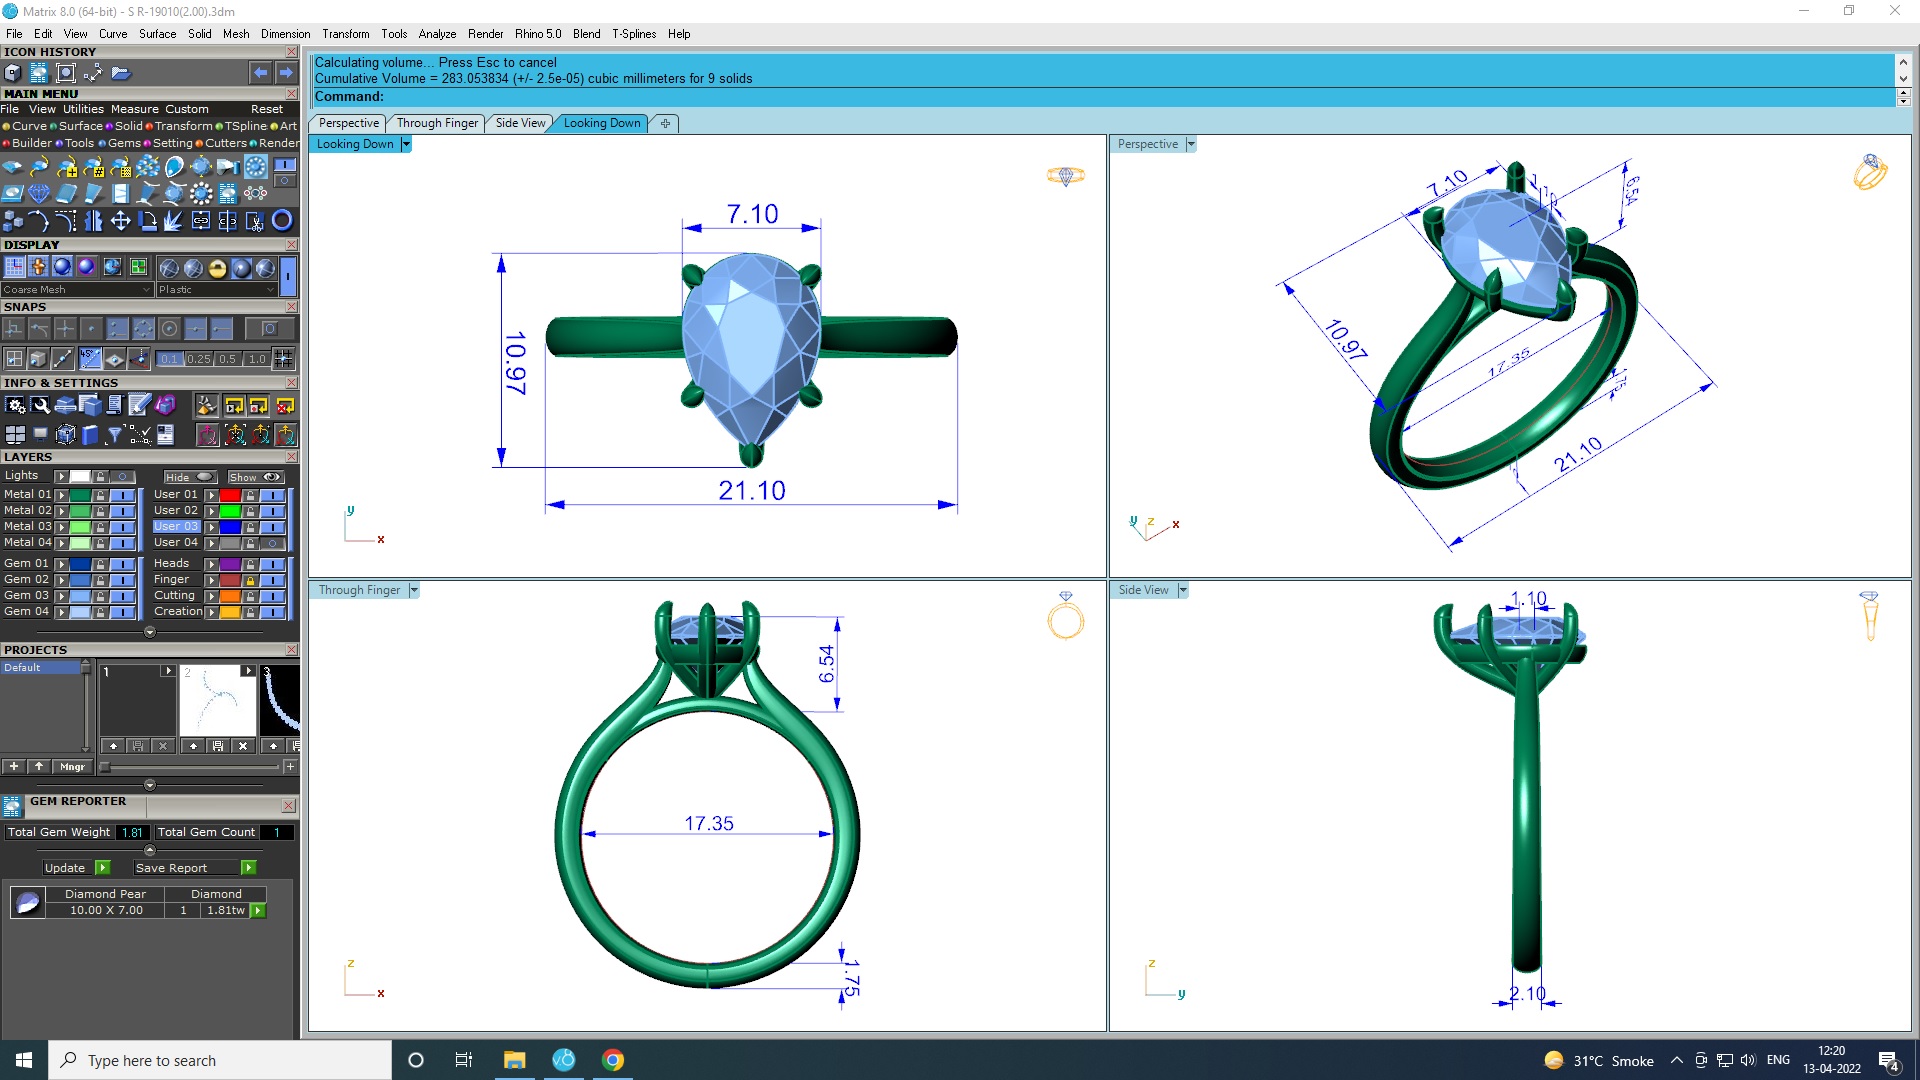 Matrix 8.0 (64-bit) - S R-19010(2.00).3dm
File Edit View Curve Surface Solid Mesh Dimension Transform Tools Analyze Render Rhino 5.0 Blend T-Splines Help
ICON HISTORY
MAIN MENU
File View Utilities Measure Custom Reset
Curve Surface Solid Transform TSpline Art
Builder Tools Gems Setting Cutters Render
DISPLAY
Coarse Mesh Plastic
SNAPS
45°
0.1 0.25 0.5 1.0
INFO & SETTINGS
LAYERS
Lights Hide Show
Metal 01 User 01
Metal 02 User 02
Metal 03 User 03
Metal 04 User 04
Gem 01 Heads
Gem 02 Finger
Gem 03 Cutting
Gem 04 Creation
PROJECTS
Default
1 2 3
Mngr
GEM REPORTER
Total Gem Weight 1.81 Total Gem Count 1
Update Save Report
Diamond Pear Diamond
10.00 X 7.00 1 1.81tw
Calculating volume... Press Esc to cancel
Cumulative Volume = 283.053834 (+/- 2.5e-05) cubic millimeters for 9 solids
Command:
Perspective Through Finger Side View Looking Down
Looking Down
7.10
10.97
21.10
y
x
Perspective
7.10
1.10
6.54
10.97
17.35
1.75
21.10
y z x
Through Finger
6.54
17.35
1.75
z
x
Side View
1.10
2.10
z
y
Type here to search
31°C Smoke
ENG
12:20
13-04-2022
4